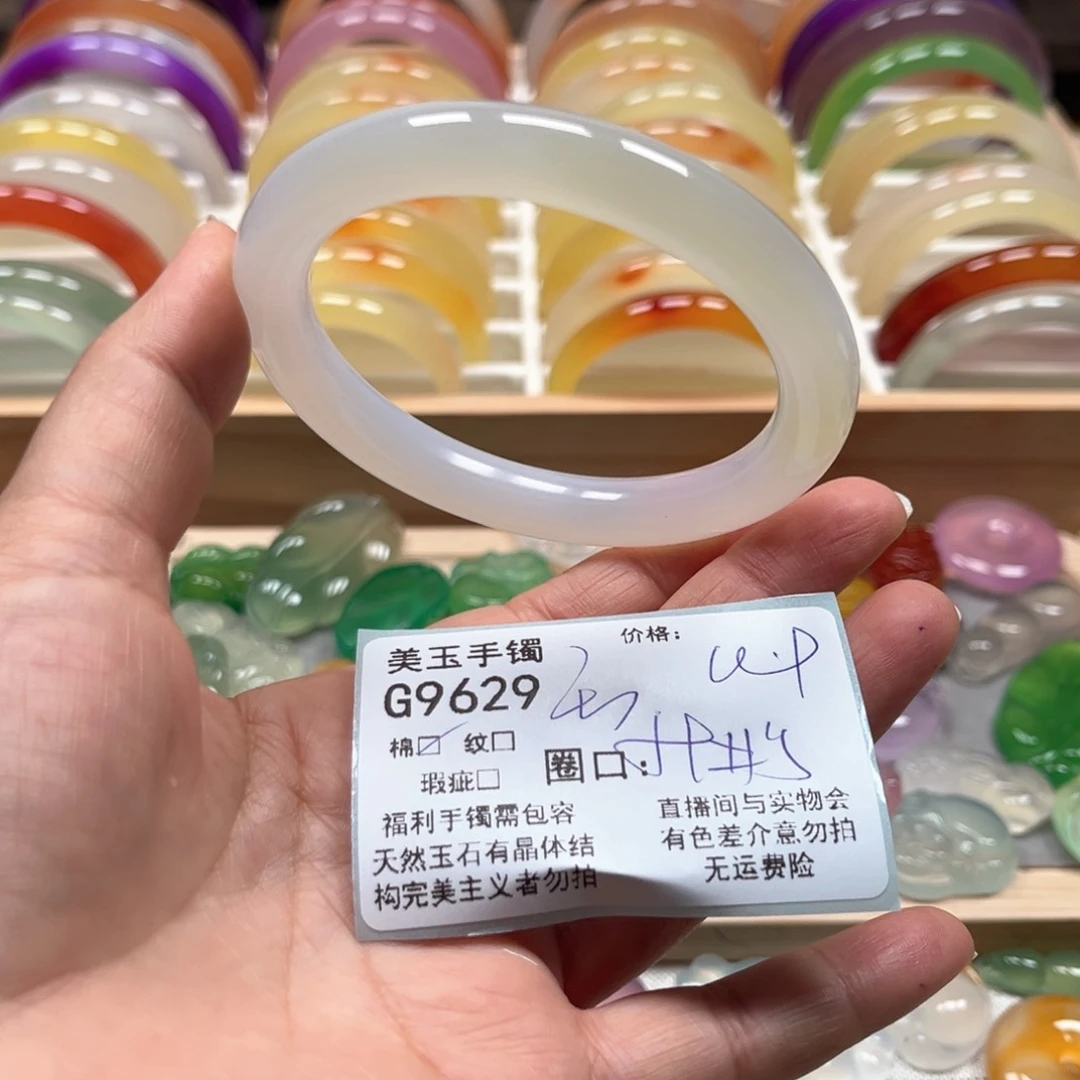 美玉手镯
价格:
G9629
棉☑ 纹□
瑕疵□
圈口:
福利手镯需包容
天然玉石有晶体结
构完美主义者勿拍
直播间与实物会
有色差介意勿拍
无运费险